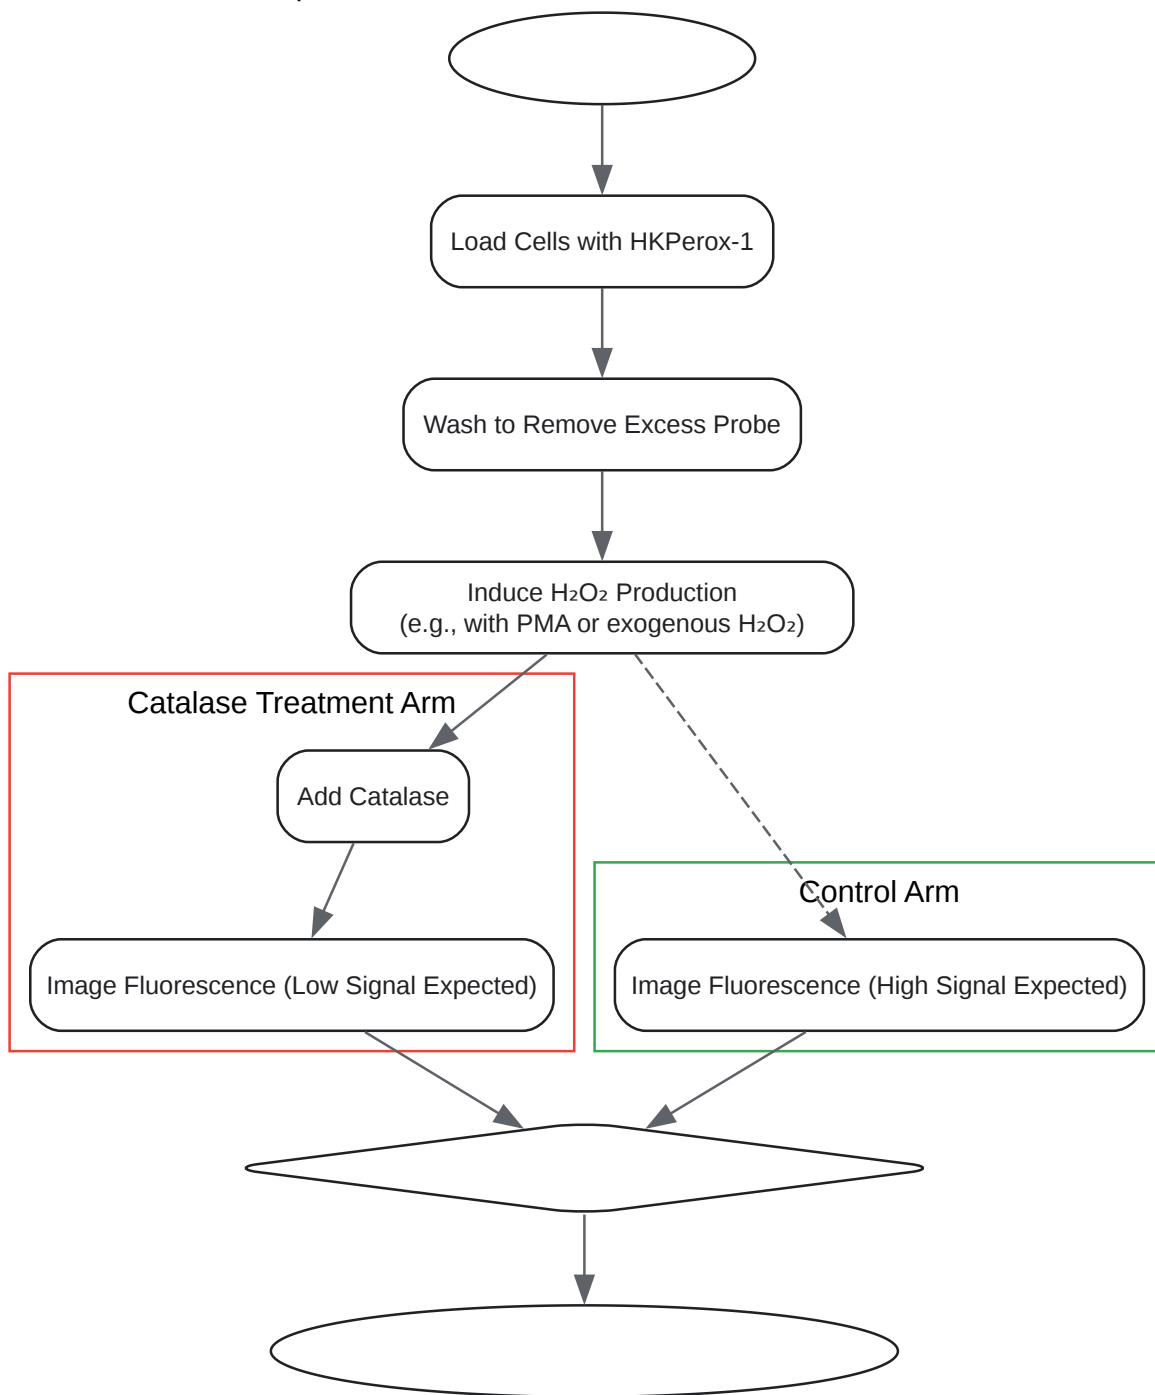 Load Cells with HKPerox-1
Wash to Remove Excess Probe
Induce H₂O₂ Production
(e.g., with PMA or exogenous H₂O₂)
Catalase Treatment Arm
Add Catalase
Control Arm
Image Fluorescence (Low Signal Expected)
Image Fluorescence (High Signal Expected)